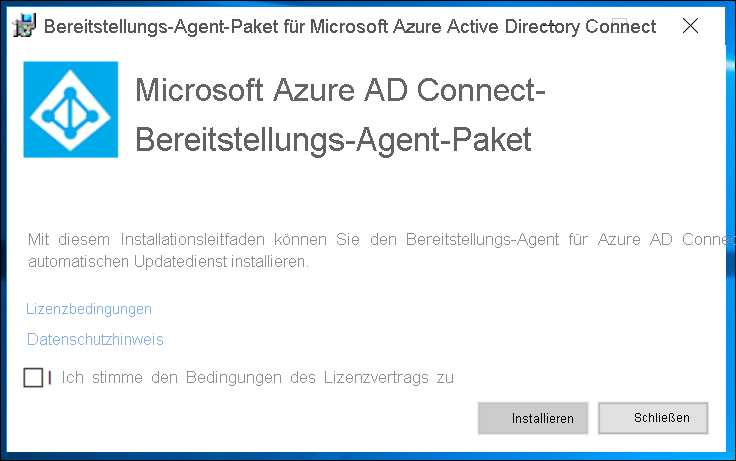 Bereitstellungs-Agent-Paket für Microsoft Azure Active Directory Connect
Microsoft Azure AD Connect-
Bereitstellungs-Agent-Paket
Mit diesem Installationsleitfaden können Sie den Bereitstellungs-Agent für Azure AD Connec
automatischen Updatedienst installieren.
Lizenzbedingungen
Datenschutzhinweis
Ich stimme den Bedingungen des Lizenzvertrags zu
Installieren
Schließen